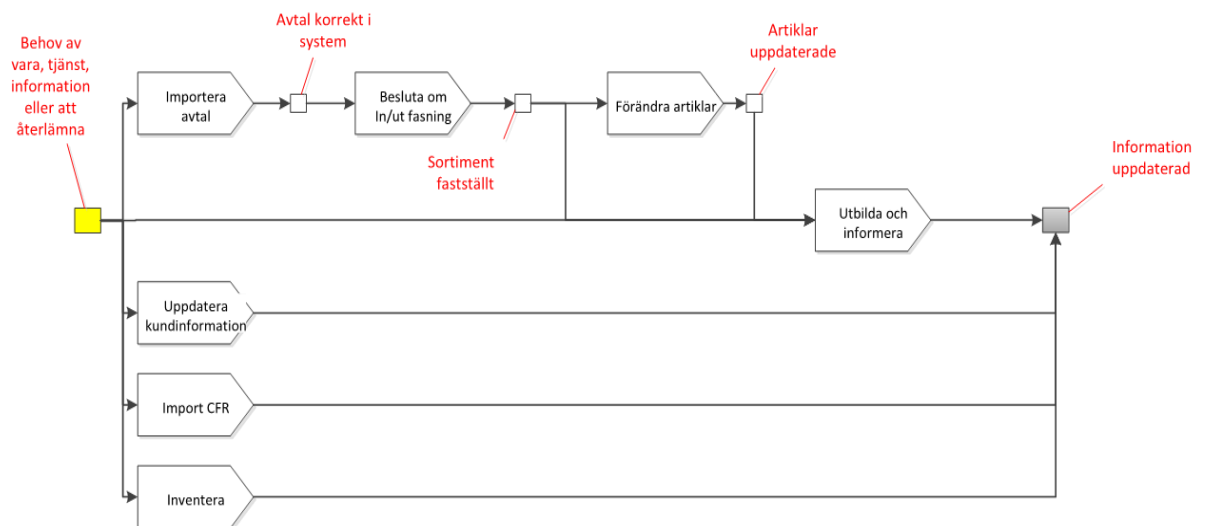 Behov av
vara, tjänst,
information
eller att
återlämna
Importera
avtal
Avtal korrekt i
system
Besluta om
In/ut fasning
Sortiment
fastställt
Förändra artiklar
Artiklar
uppdaterade
Utbilda och
informera
Information
uppdaterad
Uppdatera
kundinformation
Import CFR
Inventera